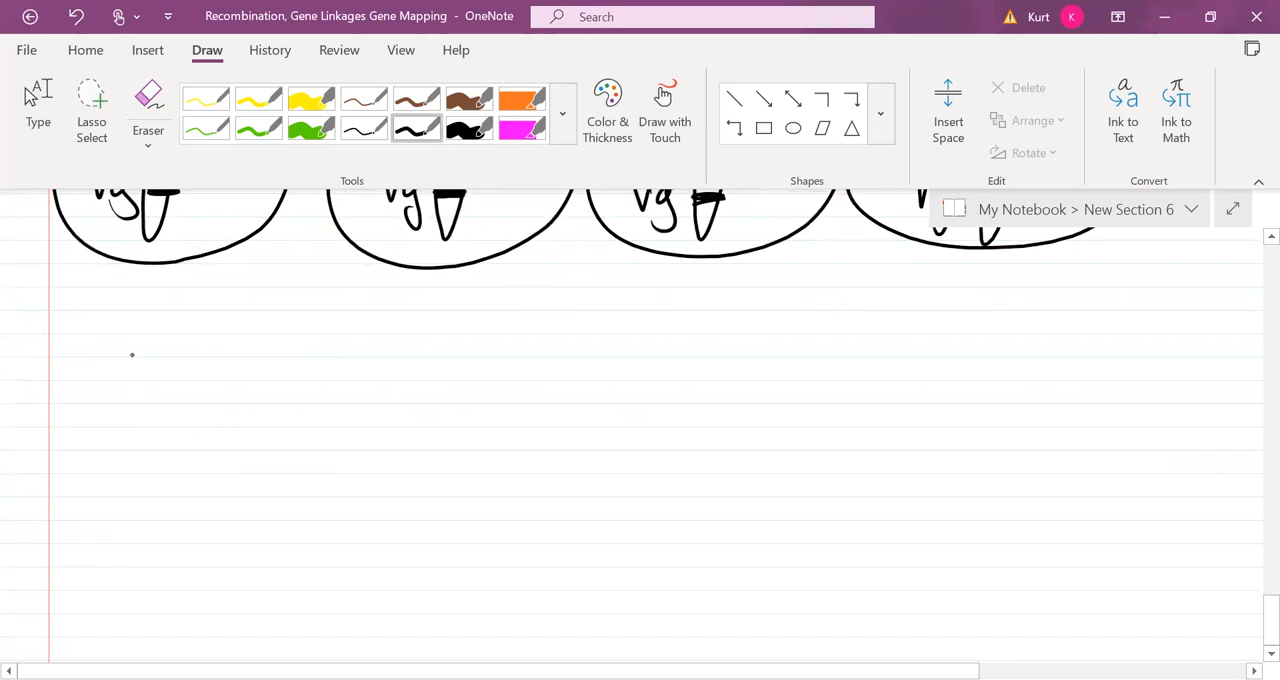 Recombination, Gene Linkages Gene Mapping - OneNote
Search
Kurt
K
File Home Insert Draw History Review View Help
Type
Lasso Select
Eraser
Color & Thickness
Draw with Touch
Insert Space
Delete
Arrange
Rotate
Ink to Text
Ink to Math
Tools
Shapes
Edit
Convert
My Notebook > New Section 6
vg vg vg